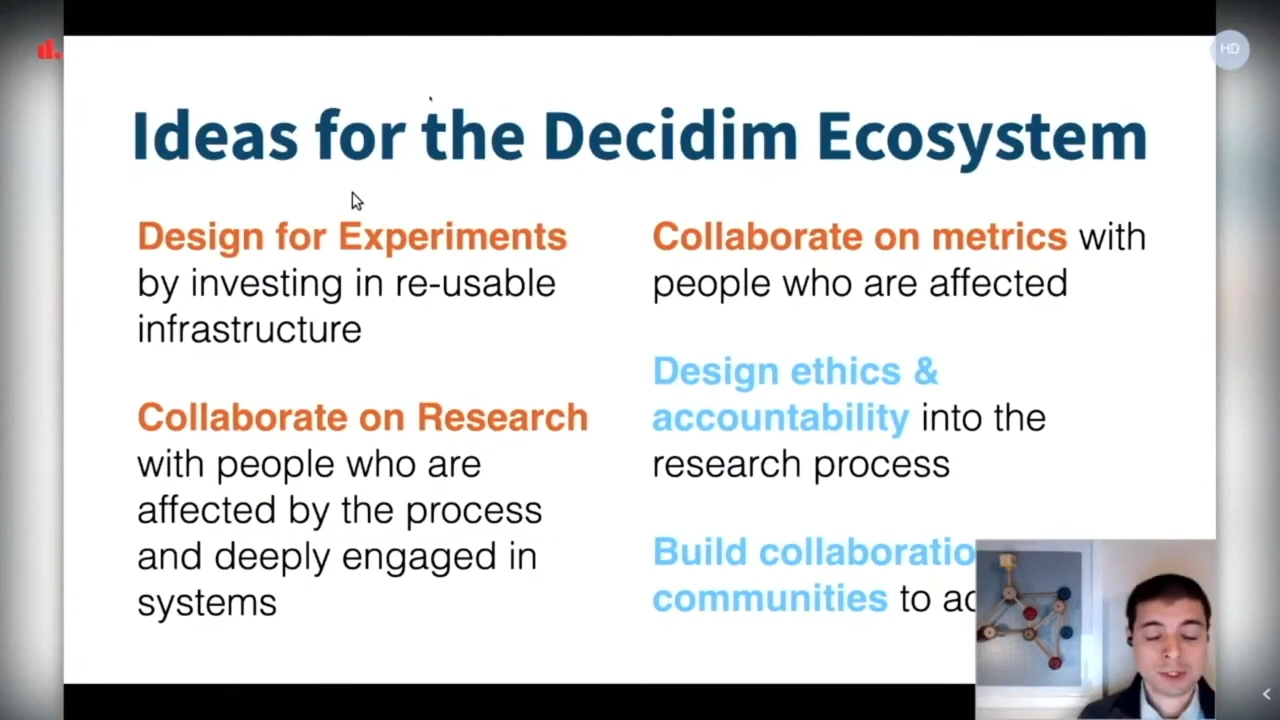 HD
Ideas for the Decidim Ecosystem
Design for Experiments
by investing in re-usable
infrastructure
Collaborate on Research
with people who are
affected by the process
and deeply engaged in
systems
Collaborate on metrics with
people who are affected
Design ethics &
accountability into the
research process
Build
communities to